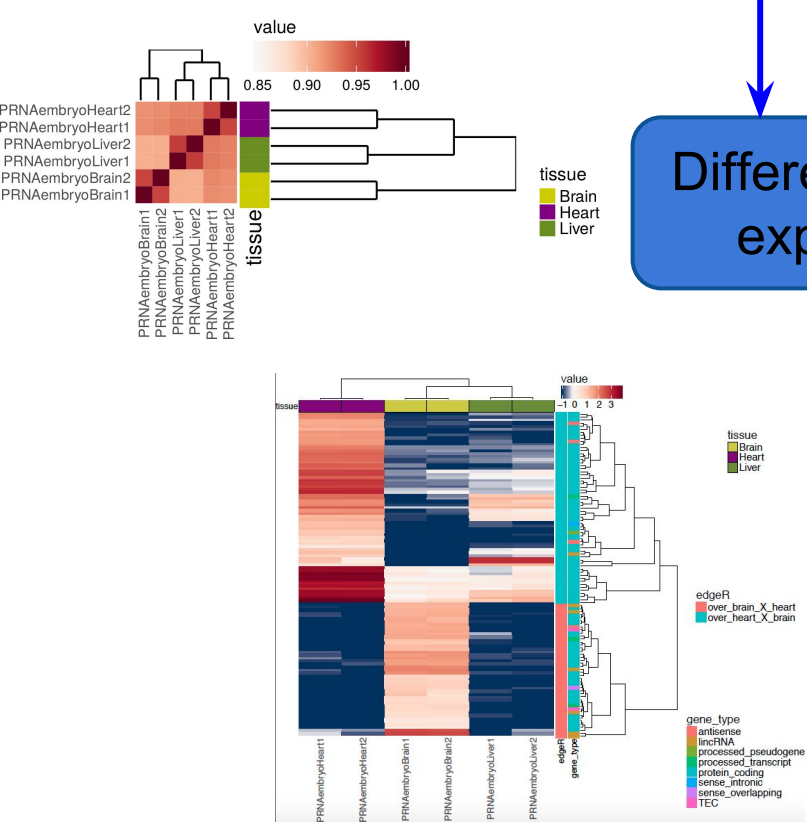 value
0.85 0.90 0.95 1.00
PRNAembryoHeart2
PRNAembryoHeart1
PRNAembryoLiver2
PRNAembryoLiver1
PRNAembryoBrain2
PRNAembryoBrain1
PRNAembryoBrain1
PRNAembryoBrain2
PRNAembryoLiver1
PRNAembryoLiver2
PRNAembryoHeart1
PRNAembryoHeart2
tissue
tissue
Brain
Heart
Liver
Differe
exp
value
−1 0 1 2 3
tissue
tissue
Brain
Heart
Liver
edgeR
over_brain_X_heart
over_heart_X_brain
gene_type
antisense
lincRNA
processed_pseudogene
processed_transcript
protein_coding
sense_intronic
sense_overlapping
TEC
PRNAembryoHeart1
PRNAembryoHeart2
PRNAembryoBrain1
PRNAembryoBrain2
PRNAembryoLiver1
PRNAembryoLiver2
edgeR
gene_type